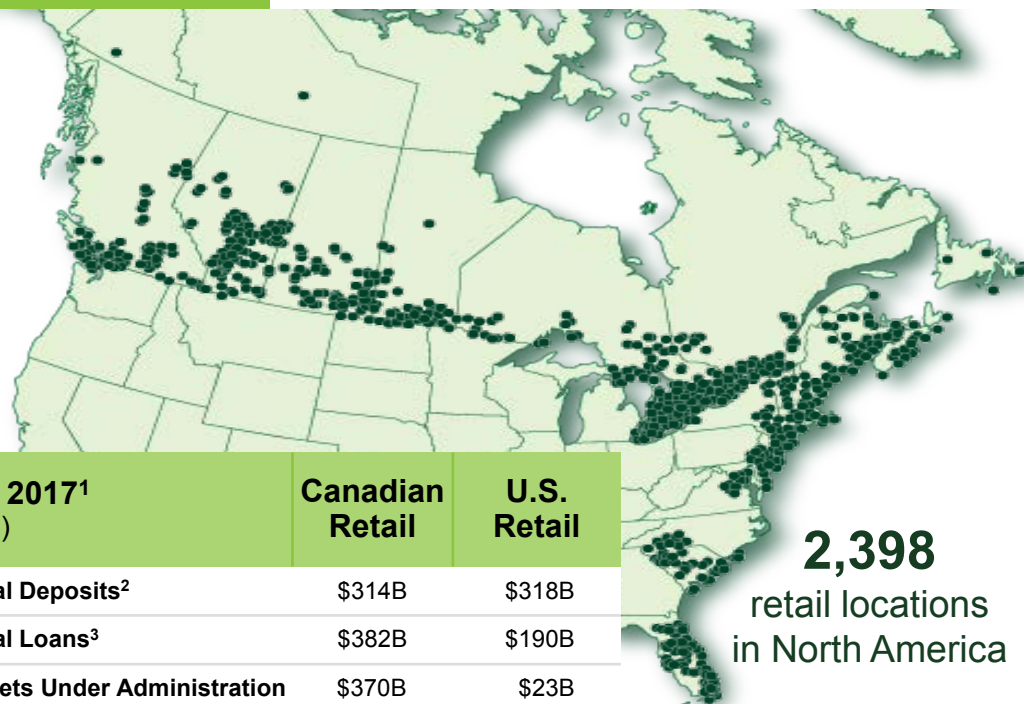 2017¹
)
Canadian Retail
U.S. Retail
al Deposits²
$314B
$318B
al Loans³
$382B
$190B
ets Under Administration
$370B
$23B
2,398
retail locations
in North America